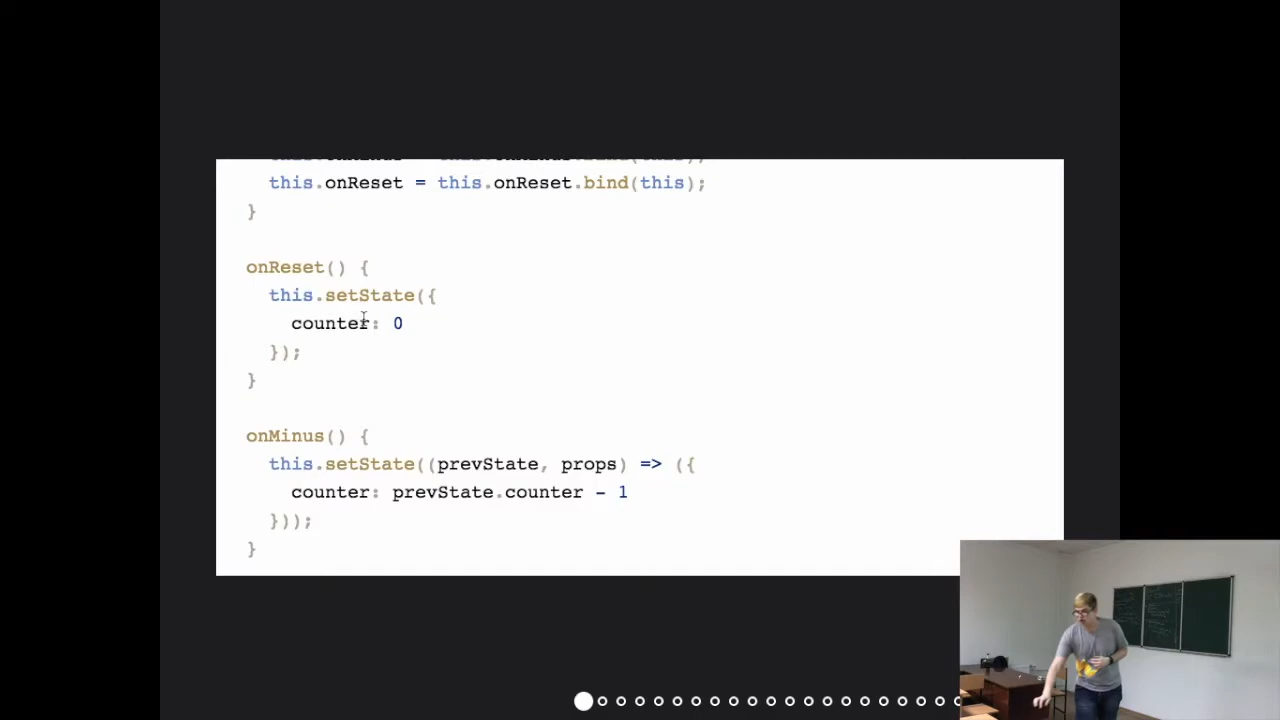 this.onReset = this.onReset.bind(this);
}
onReset() {
this.setState({
counter: 0
});
}
onMinus() {
this.setState((prevState, props) => ({
counter: prevState.counter - 1
}));
}